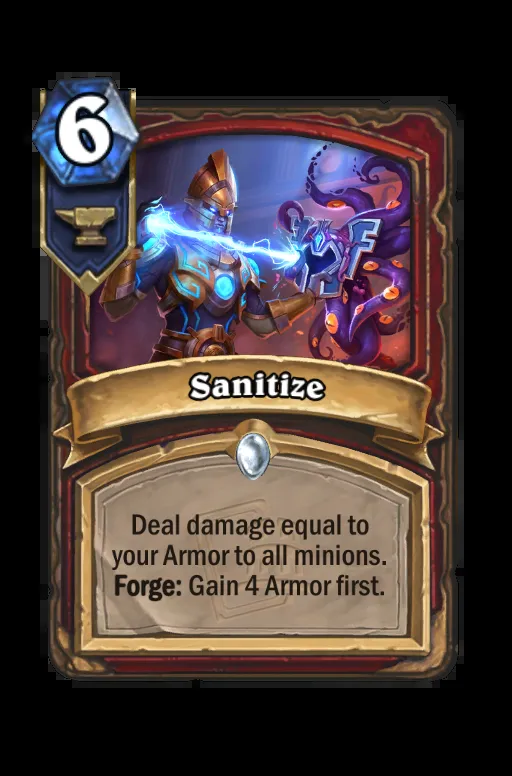 6
Sanitize
Deal damage equal to
your Armor to all minions.
Forge: Gain 4 Armor first.